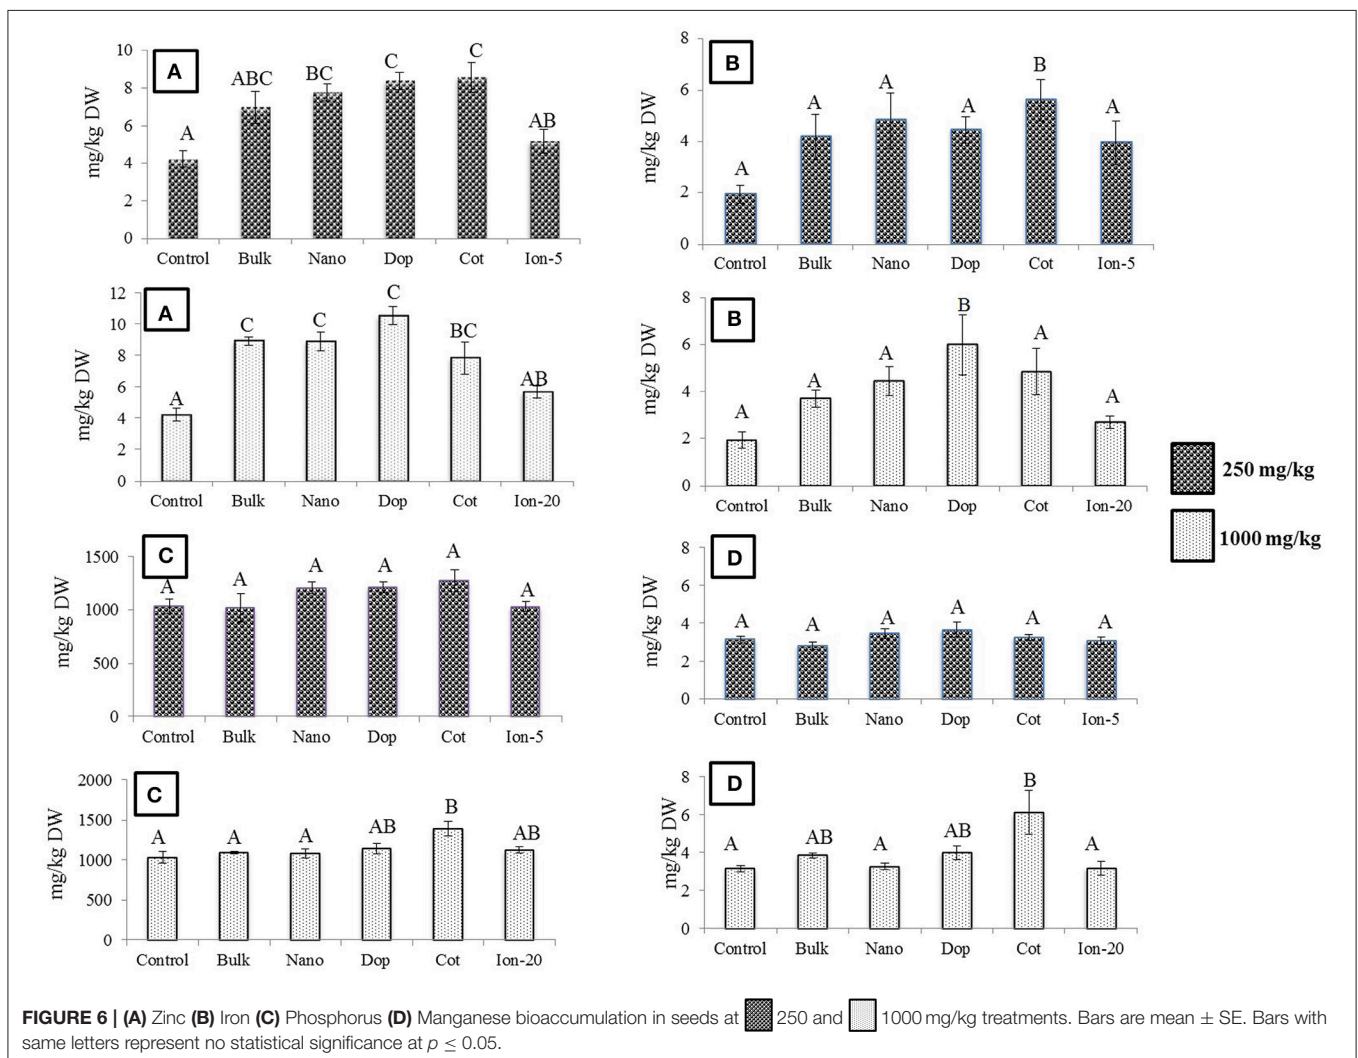 A
mg/kg DW
10
8
6
4
2
0
A
ABC
BC
C
C
AB
Control Bulk Nano Dop Cot Ion-5
B
mg/kg DW
8
6
4
2
0
A
A
A
A
B
A
Control Bulk Nano Dop Cot Ion-5
A
mg/kg DW
12
10
8
6
4
2
0
A
C
C
C
BC
AB
Control Bulk Nano Dop Cot Ion-20
B
mg/kg DW
8
6
4
2
0
A
A
A
B
A
A
Control Bulk Nano Dop Cot Ion-20
250 mg/kg
1000 mg/kg
C
mg/kg DW
1500
1000
500
0
A
A
A
A
A
A
Control Bulk Nano Dop Cot Ion-5
D
mg/kg DW
8
6
4
2
0
A
A
A
A
A
A
Control Bulk Nano Dop Cot Ion-5
C
mg/kg DW
2000
1500
1000
500
0
A
A
A
AB
B
AB
Control Bulk Nano Dop Cot Ion-20
D
mg/kg DW
8
6
4
2
0
A
AB
A
AB
B
A
Control Bulk Nano Dop Cot Ion-20
FIGURE 6 | (A) Zinc (B) Iron (C) Phosphorus (D) Manganese bioaccumulation in seeds at 250 and 1000 mg/kg treatments. Bars are mean ± SE. Bars with
same letters represent no statistical significance at p ≤ 0.05.